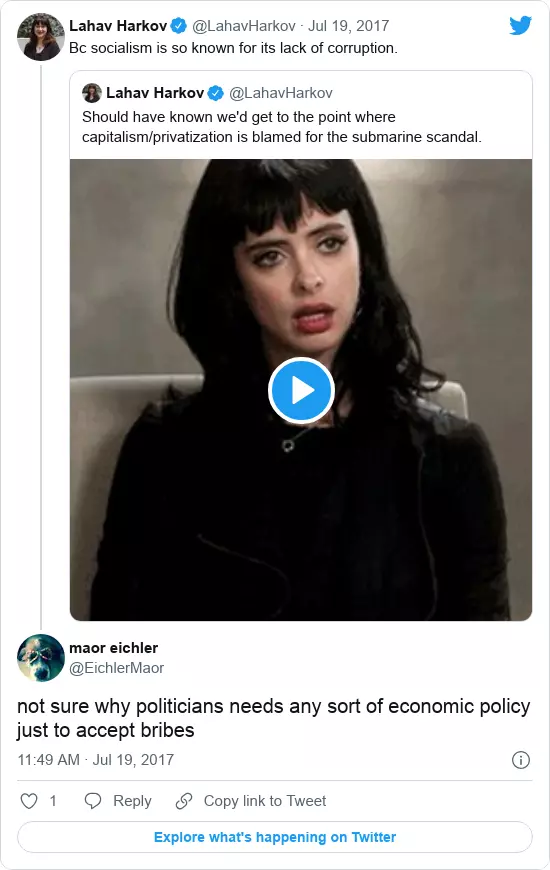 Lahav Harkov @LahavHarkov · Jul 19, 2017
Bc socialism is so known for its lack of corruption.
Lahav Harkov @LahavHarkov
Should have known we'd get to the point where
capitalism/privatization is blamed for the submarine scandal.
maor eichler
@EichlerMaor
not sure why politicians needs any sort of economic policy
just to accept bribes
11:49 AM · Jul 19, 2017
1 Reply Copy link to Tweet
Explore what's happening on Twitter